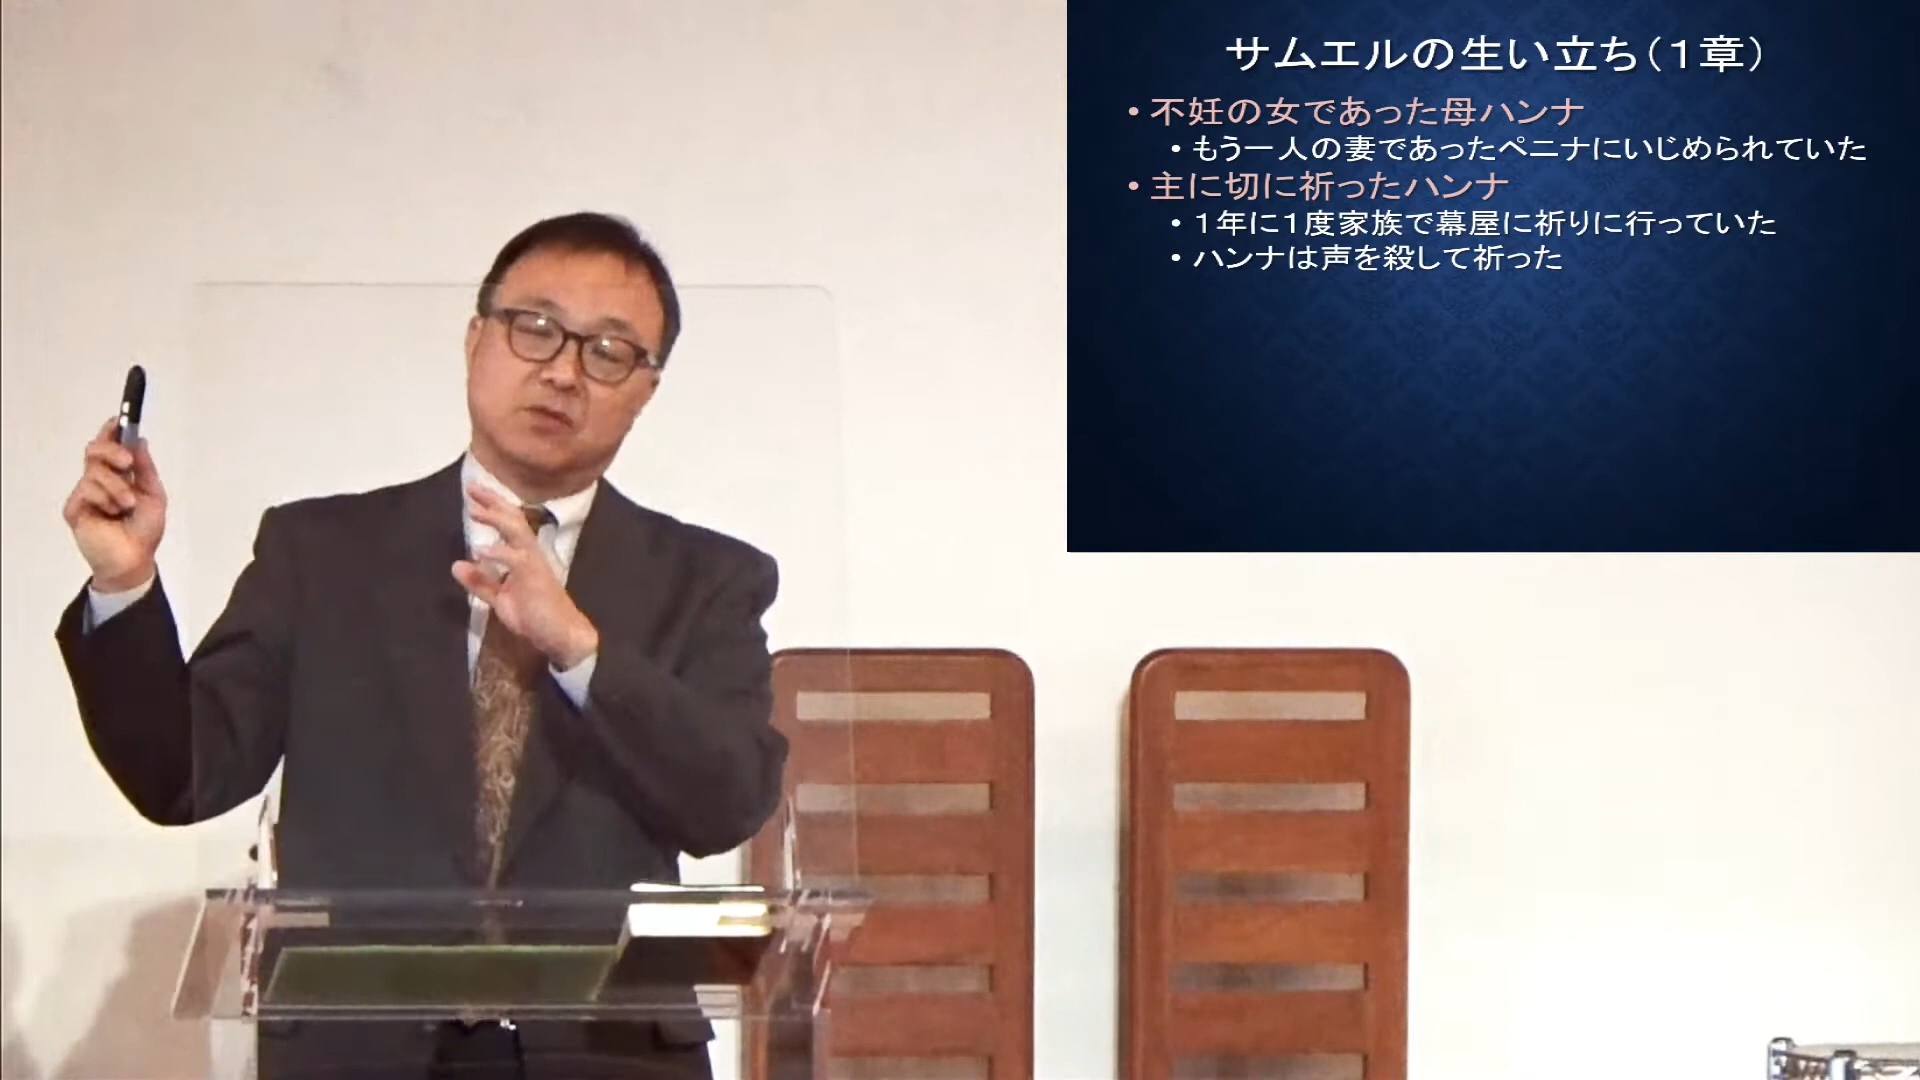 サムエルの生い立ち（１章）
• 不妊の女であった母ハンナ
• もう一人の妻であったペニナにいじめられていた
• 主に切に祈ったハンナ
• １年に１度家族で幕屋に祈りに行っていた
• ハンナは声を殺して祈った